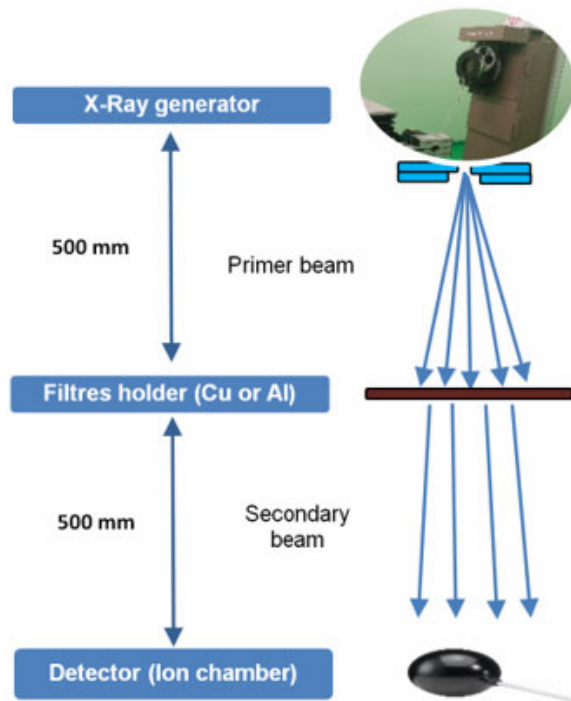 X-Ray generator
500 mm
Primer beam
Filtres holder (Cu or Al)
500 mm
Secondary
beam
Detector (Ion chamber)